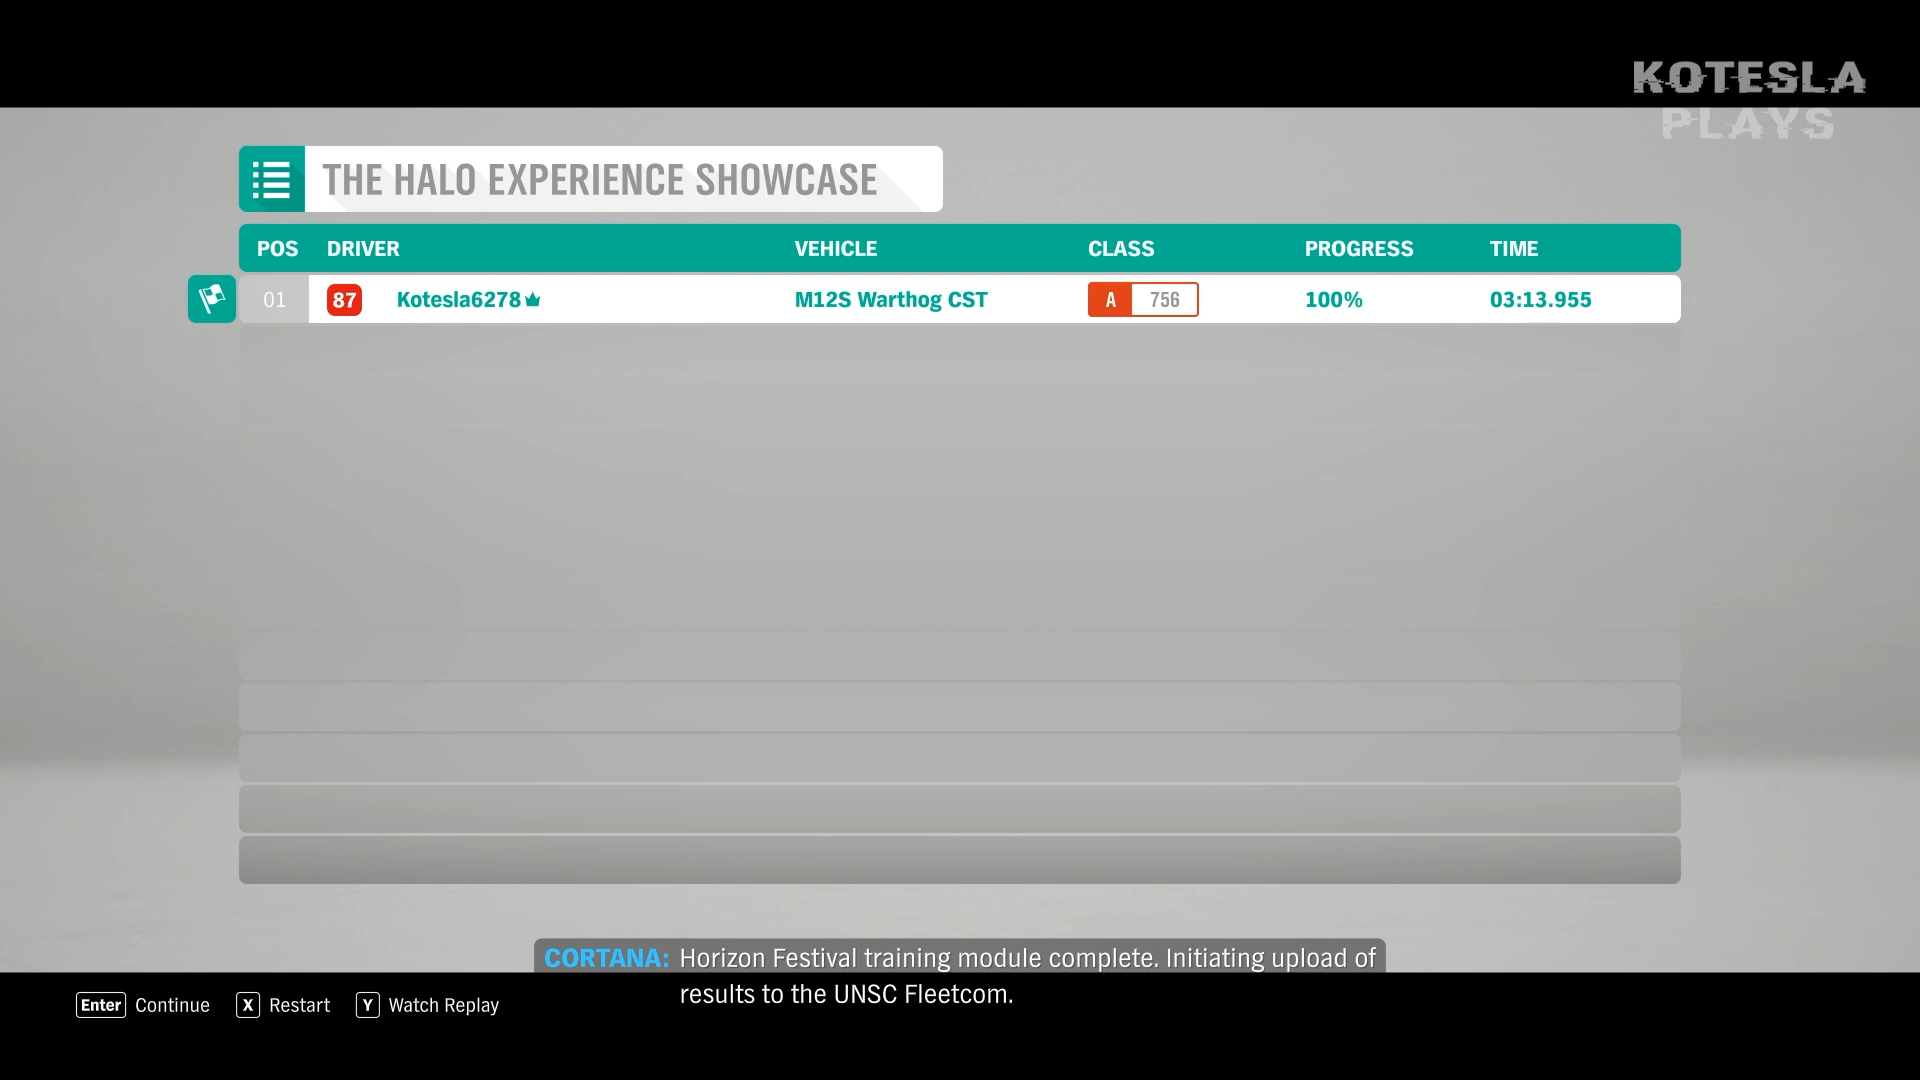 KOTESLA
PLAYS
THE HALO EXPERIENCE SHOWCASE
POS DRIVER VEHICLE CLASS PROGRESS TIME
01 87 Kotesla6278 M12S Warthog CST A 756 100% 03:13.955
CORTANA: Horizon Festival training module complete. Initiating upload of
results to the UNSC Fleetcom.
Enter Continue X Restart Y Watch Replay